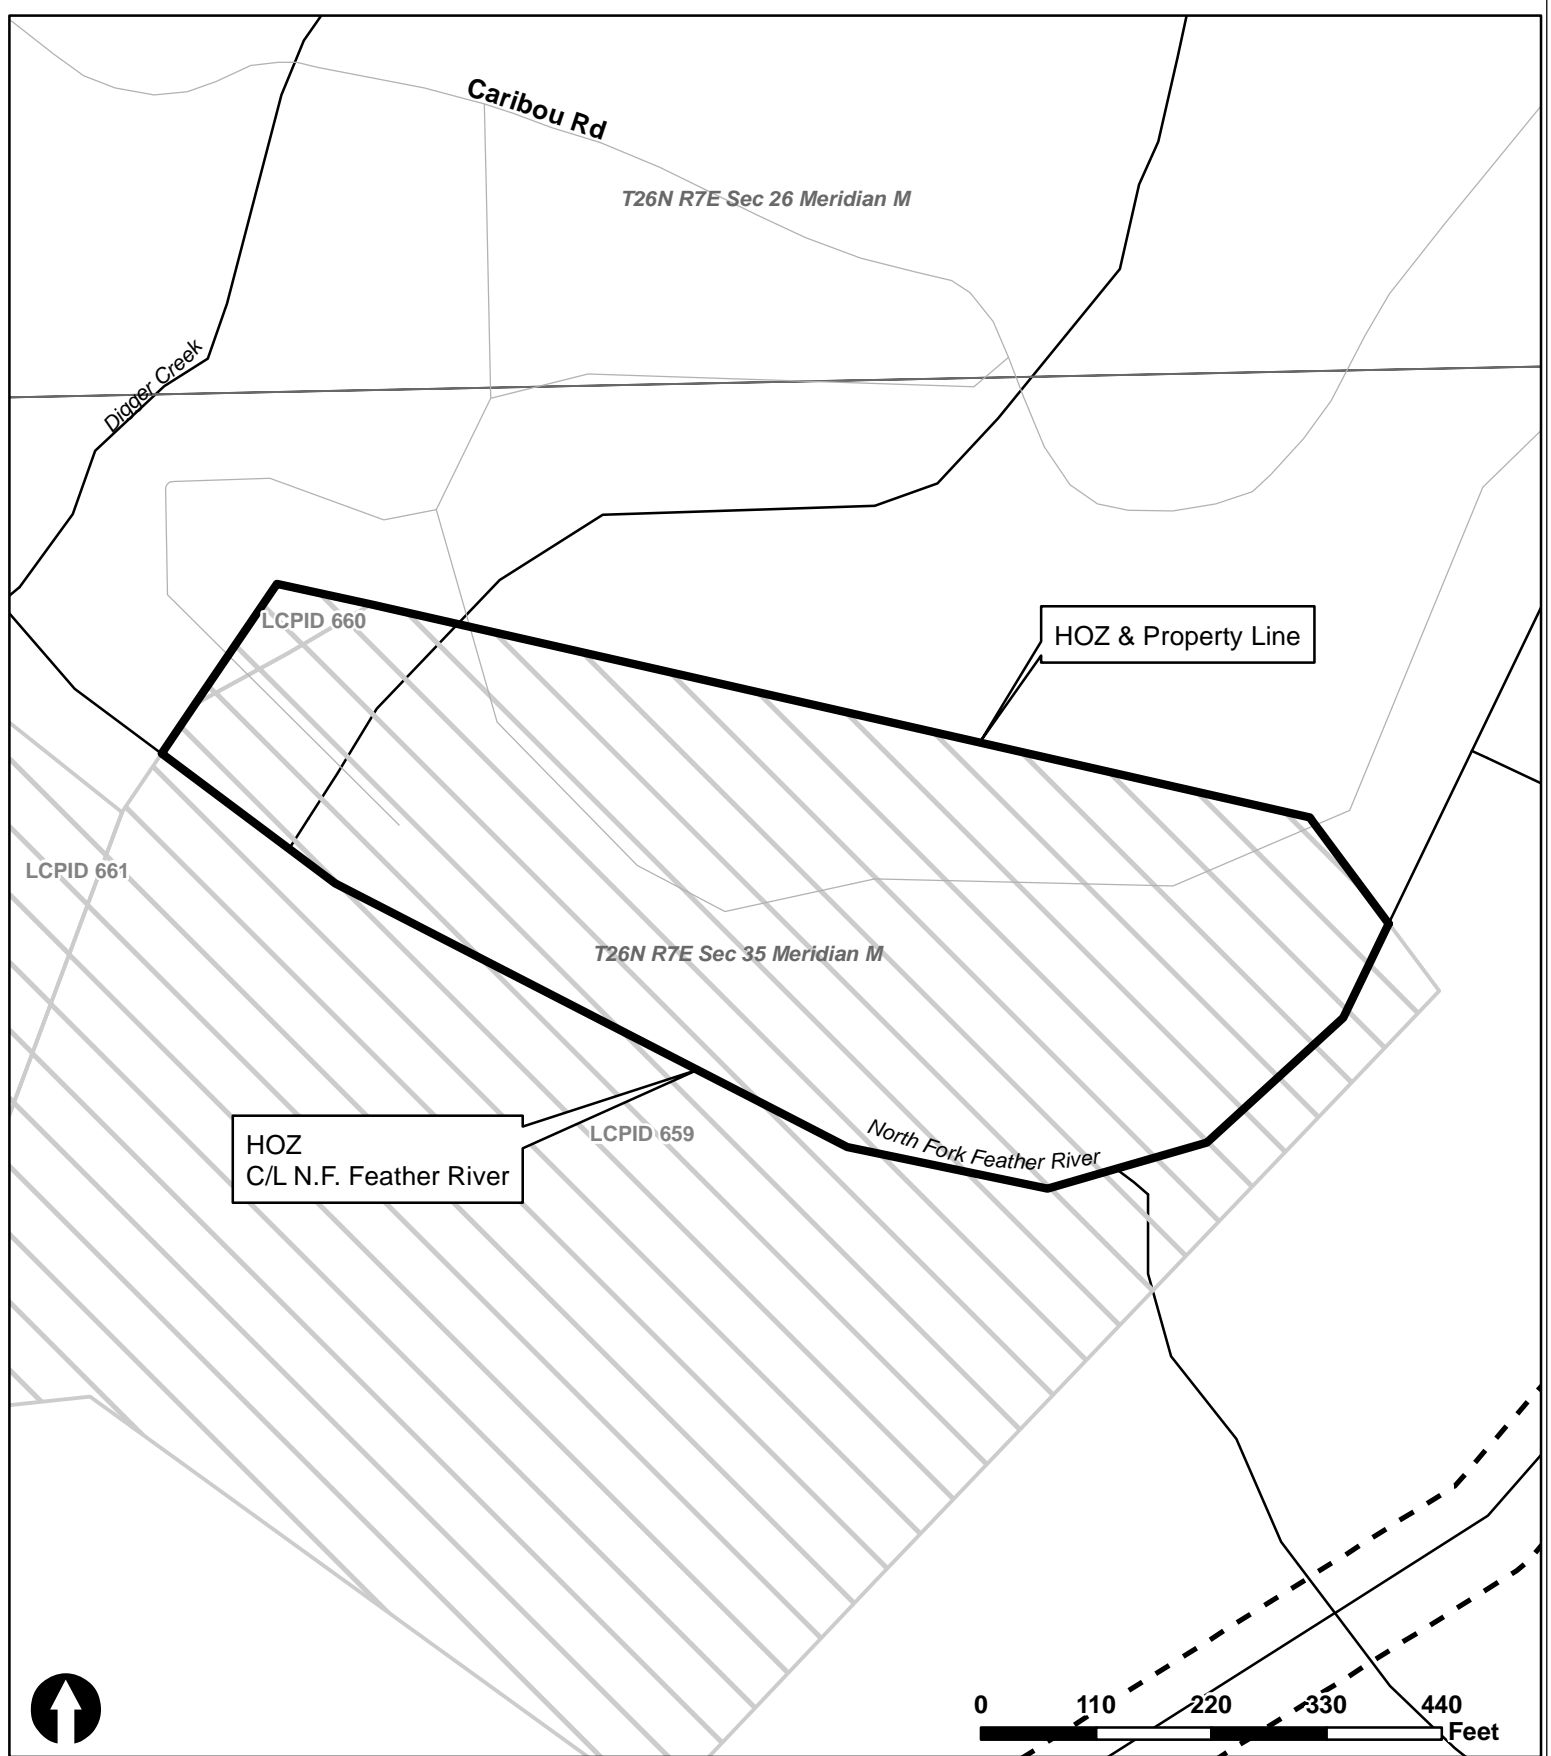 Caribou Rd
T26N R7E Sec 26 Meridian M
Digger Creek
LCPID 660
HOZ & Property Line
LCPID 661
T26N R7E Sec 35 Meridian M
North Fork Feather River
HOZ
C/L N.F. Feather River
LCPID 659
0 110 220 330 440
Feet